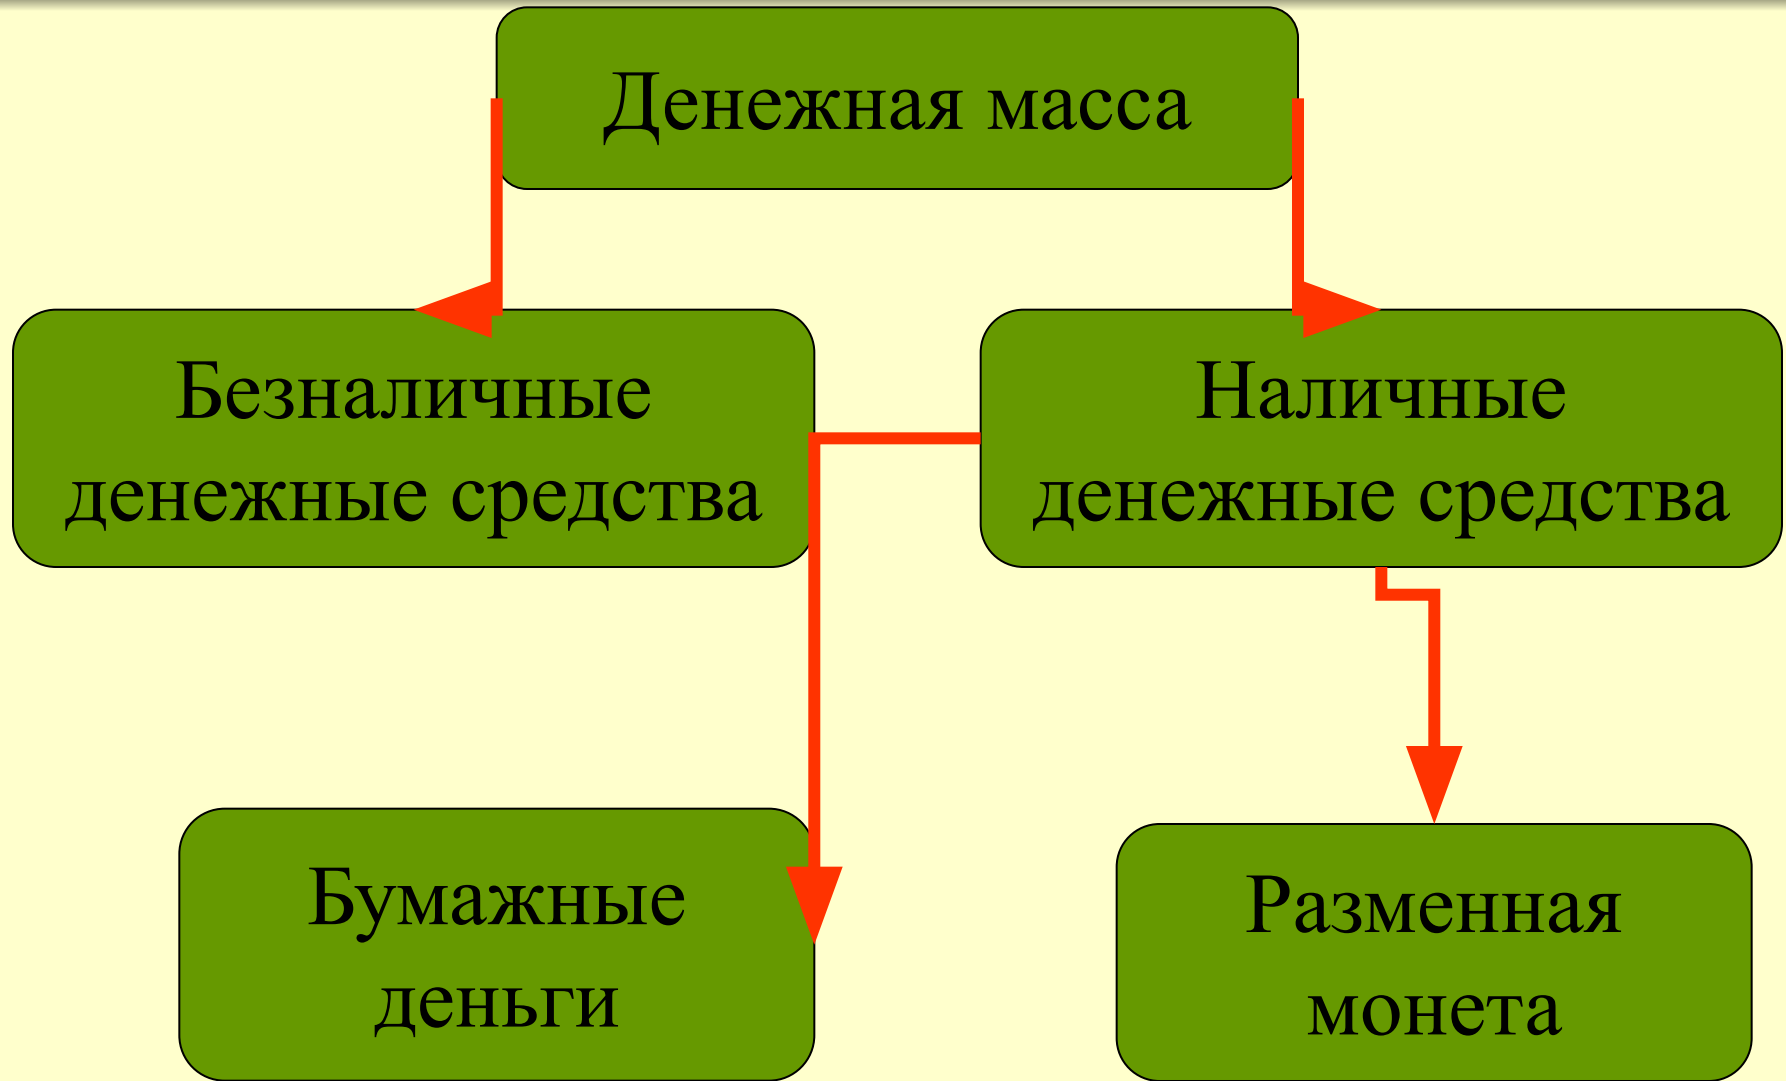 Денежная масса
Безналичные
денежные средства
Наличные
денежные средства
Бумажные
деньги
Разменная
монета